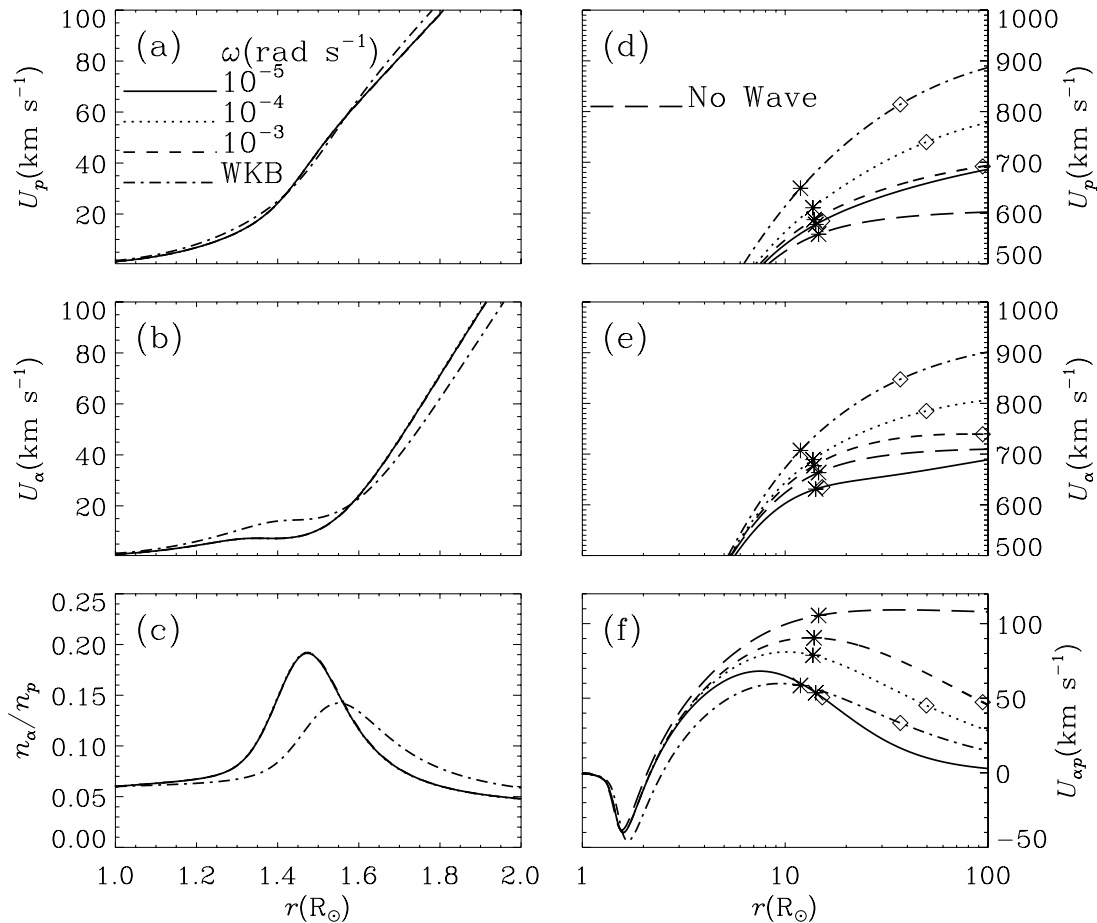 (a)
ω(rad s⁻¹)
10⁻⁵
10⁻⁴
10⁻³
WKB
100
80
60
40
20
U_p(km s⁻¹)
(d)
No Wave
1000
900
800
700
600
500
U_p(km s⁻¹)
(b)
100
80
60
40
20
U_α(km s⁻¹)
(e)
1000
900
800
700
600
500
U_α(km s⁻¹)
(c)
0.25
0.20
0.15
0.10
0.05
0.00
n_α/n_p
1.0 1.2 1.4 1.6 1.8 2.0
r(R_⊙)
(f)
100
50
0
−50
U_αp(km s⁻¹)
1 10 100
r(R_⊙)